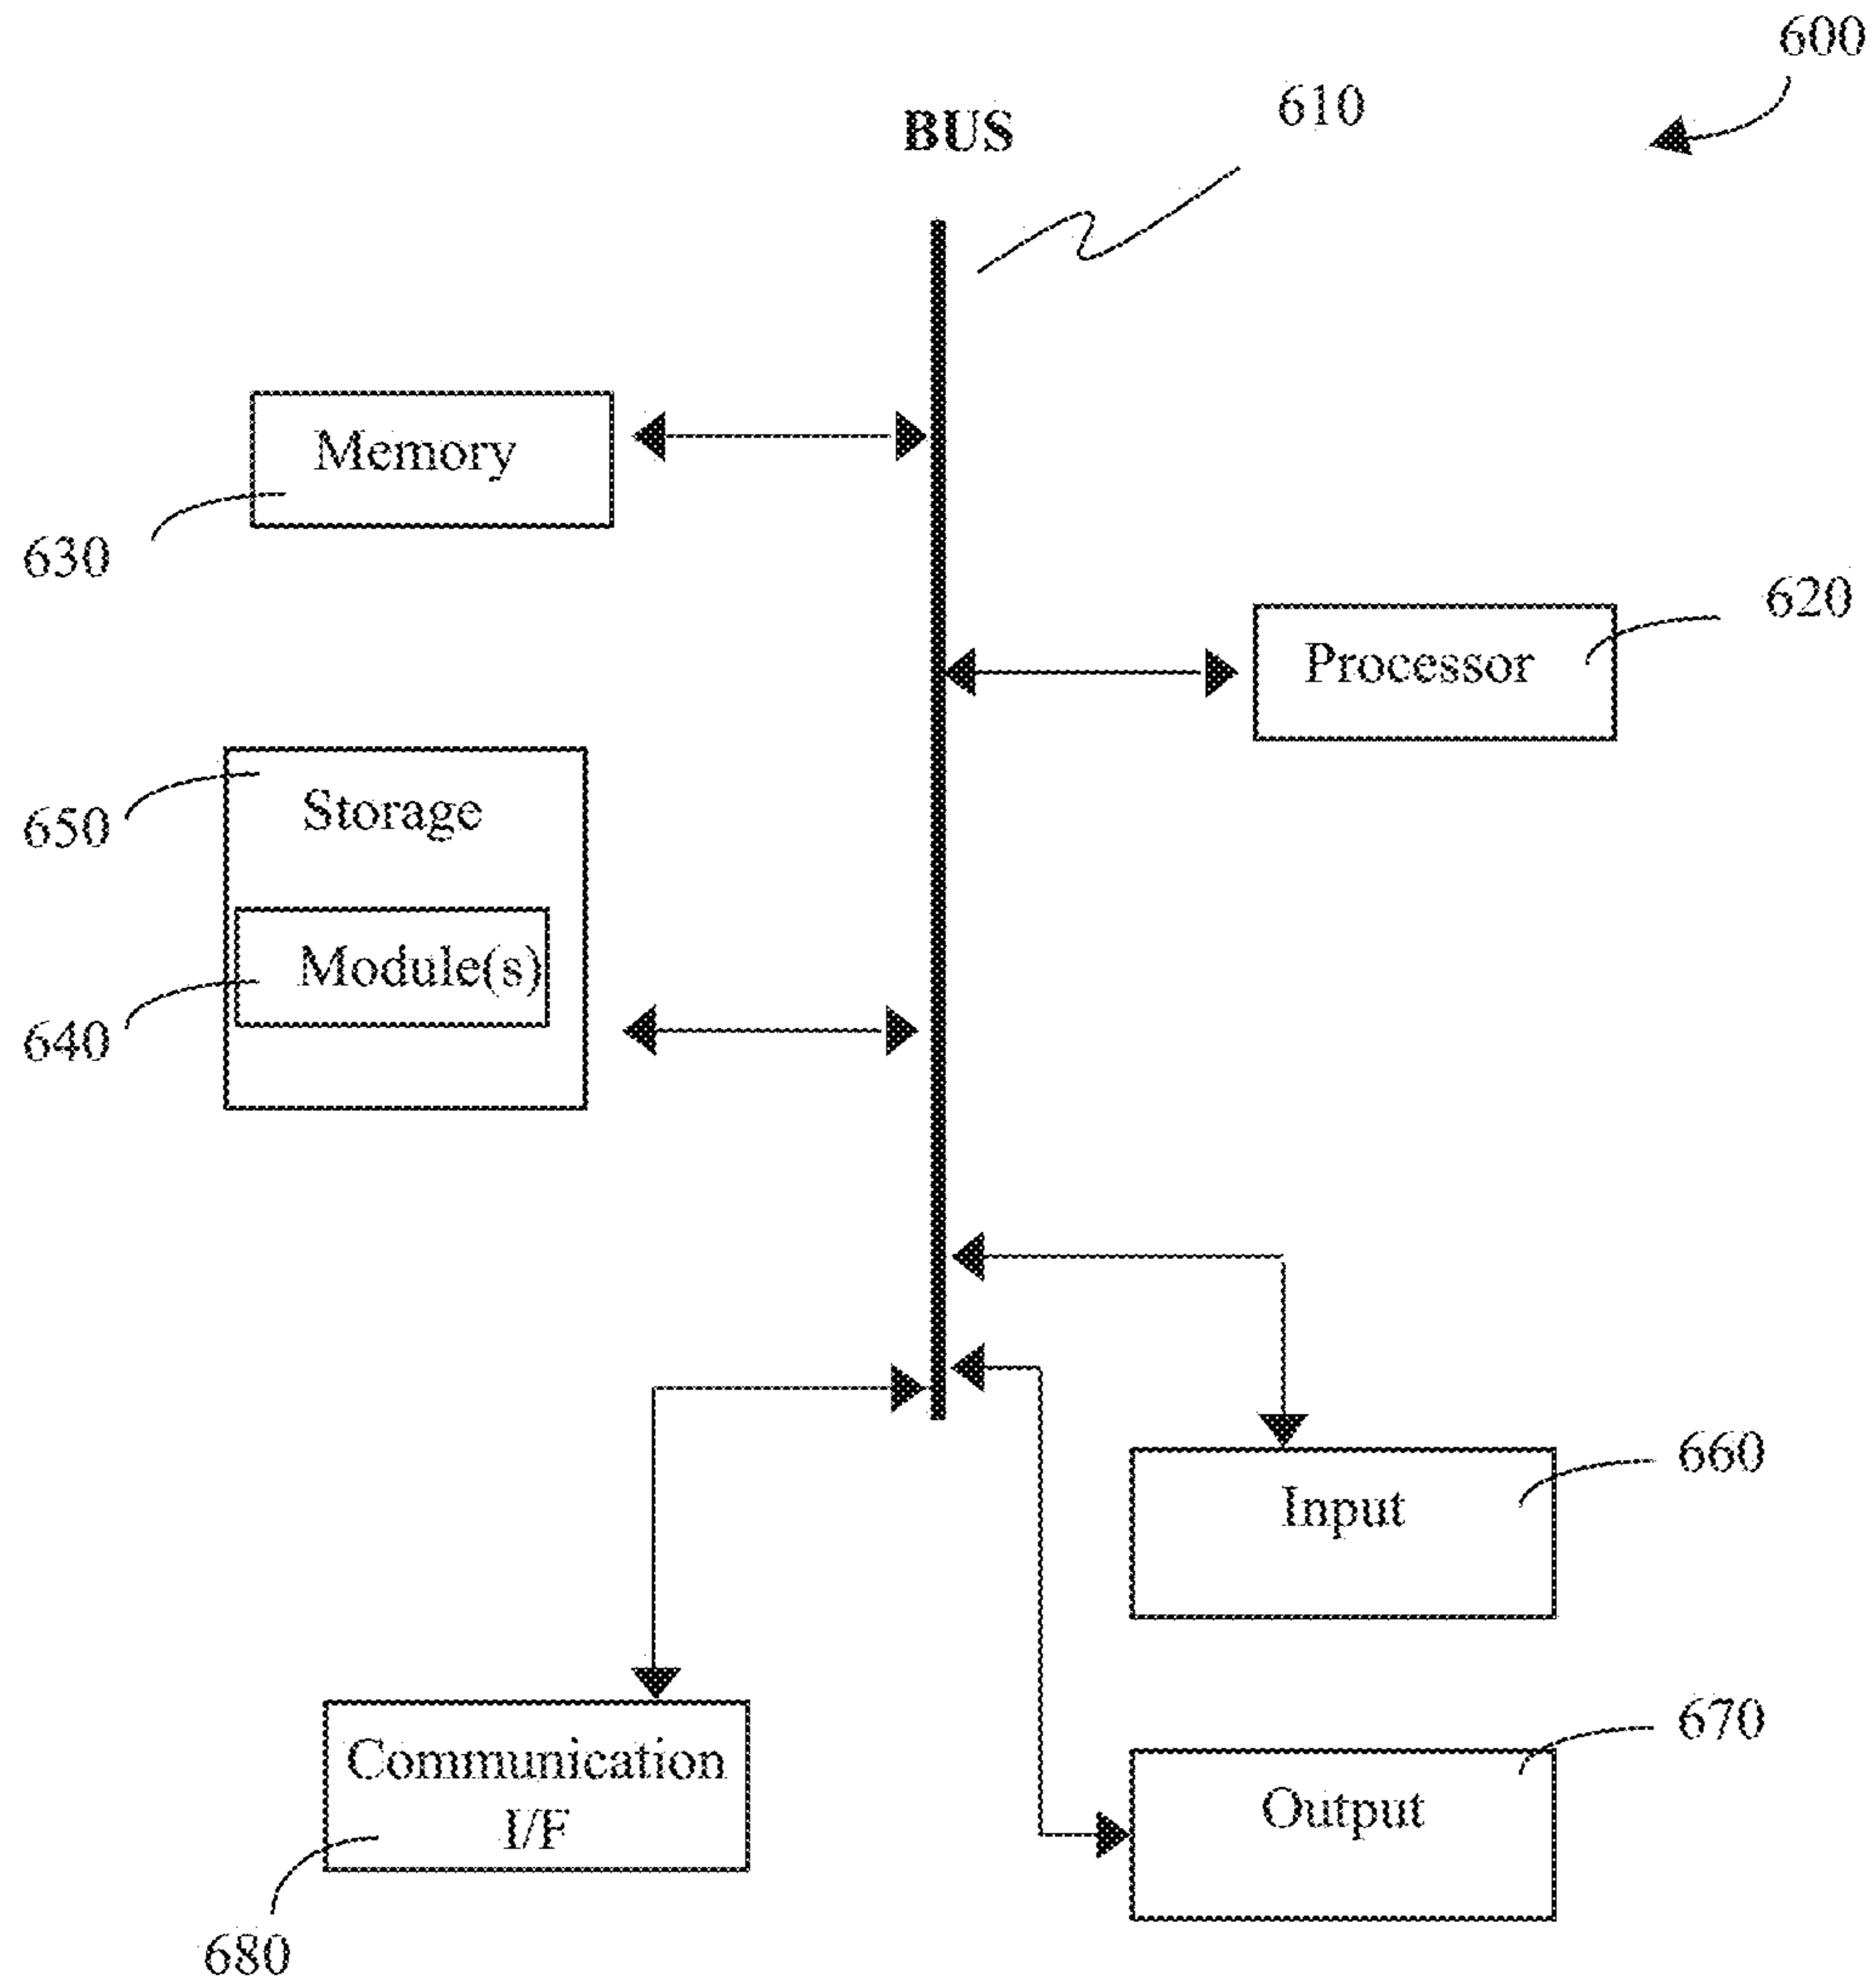 600
BUS
610
Memory
630
620
Processor
650
Storage
Module(s)
640
660
Input
670
Output
Communication
I/F
680